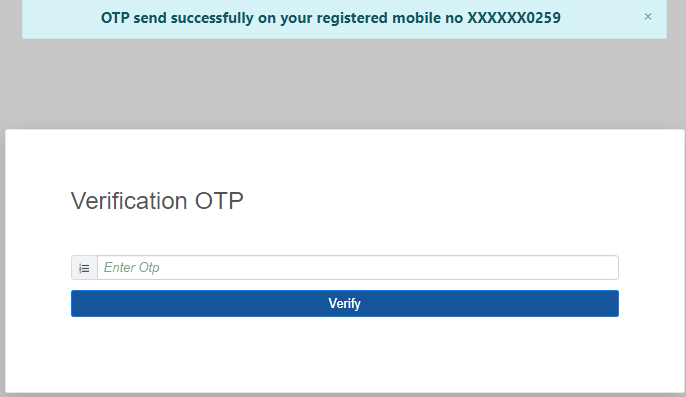 OTP send successfully on your registered mobile no XXXXXX0259 ×
Verification OTP
Enter Otp
Verify